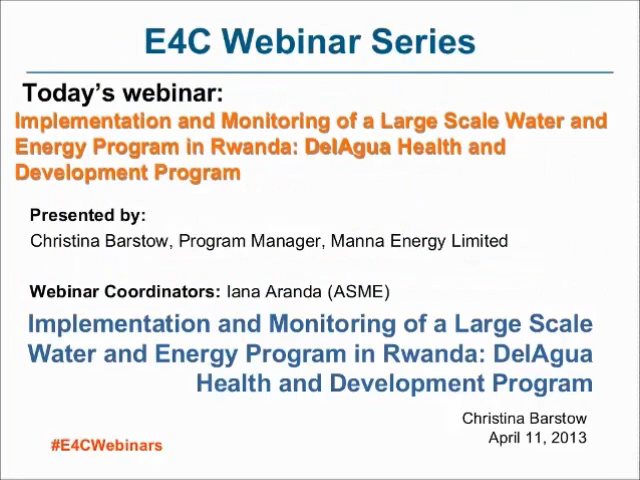 E4C Webinar Series
Today's webinar:
Implementation and Monitoring of a Large Scale Water and
Energy Program in Rwanda: DelAgua Health and
Development Program
Presented by:
Christina Barstow, Program Manager, Manna Energy Limited
Webinar Coordinators: Iana Aranda (ASME)
Implementation and Monitoring of a Large Scale
Water and Energy Program in Rwanda: DelAgua
Health and Development Program
Christina Barstow
April 11, 2013
#E4CWebinars